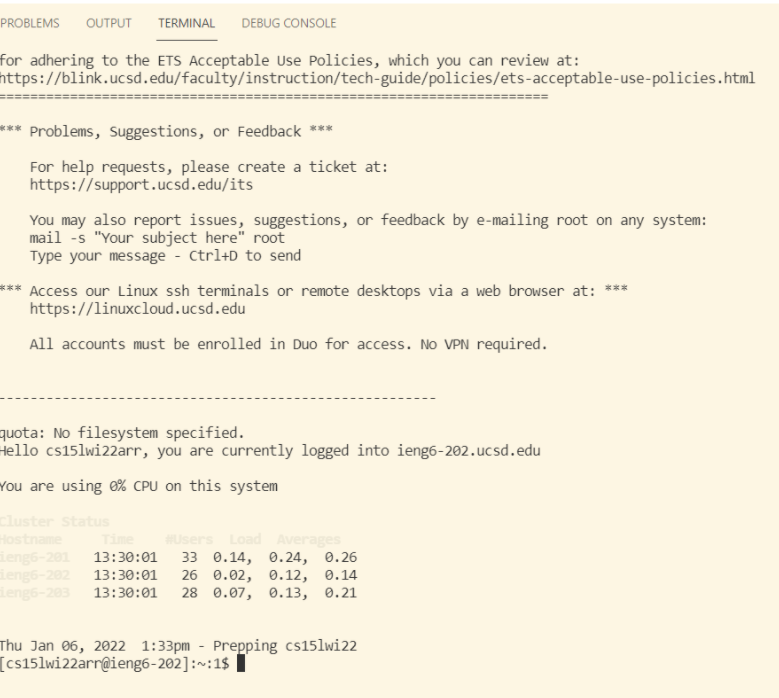 PROBLEMS OUTPUT TERMINAL DEBUG CONSOLE
for adhering to the ETS Acceptable Use Policies, which you can review at:
https://blink.ucsd.edu/faculty/instruction/tech-guide/policies/ets-acceptable-use-policies.html
=====================================================================
*** Problems, Suggestions, or Feedback ***
For help requests, please create a ticket at:
https://support.ucsd.edu/its
You may also report issues, suggestions, or feedback by e-mailing root on any system:
mail -s "Your subject here" root
Type your message - Ctrl+D to send
*** Access our Linux ssh terminals or remote desktops via a web browser at: ***
https://linuxcloud.ucsd.edu
All accounts must be enrolled in Duo for access. No VPN required.
-------------------------------------------------------
quota: No filesystem specified.
Hello cs15lwi22arr, you are currently logged into ieng6-202.ucsd.edu
You are using 0% CPU on this system
Cluster Status
Hostname Time #Users Load Averages
ieng6-201 13:30:01 33 0.14, 0.24, 0.26
ieng6-202 13:30:01 26 0.02, 0.12, 0.14
ieng6-203 13:30:01 28 0.07, 0.13, 0.21
Thu Jan 06, 2022 1:33pm - Prepping cs15lwi22
[cs15lwi22arr@ieng6-202]:~:1$